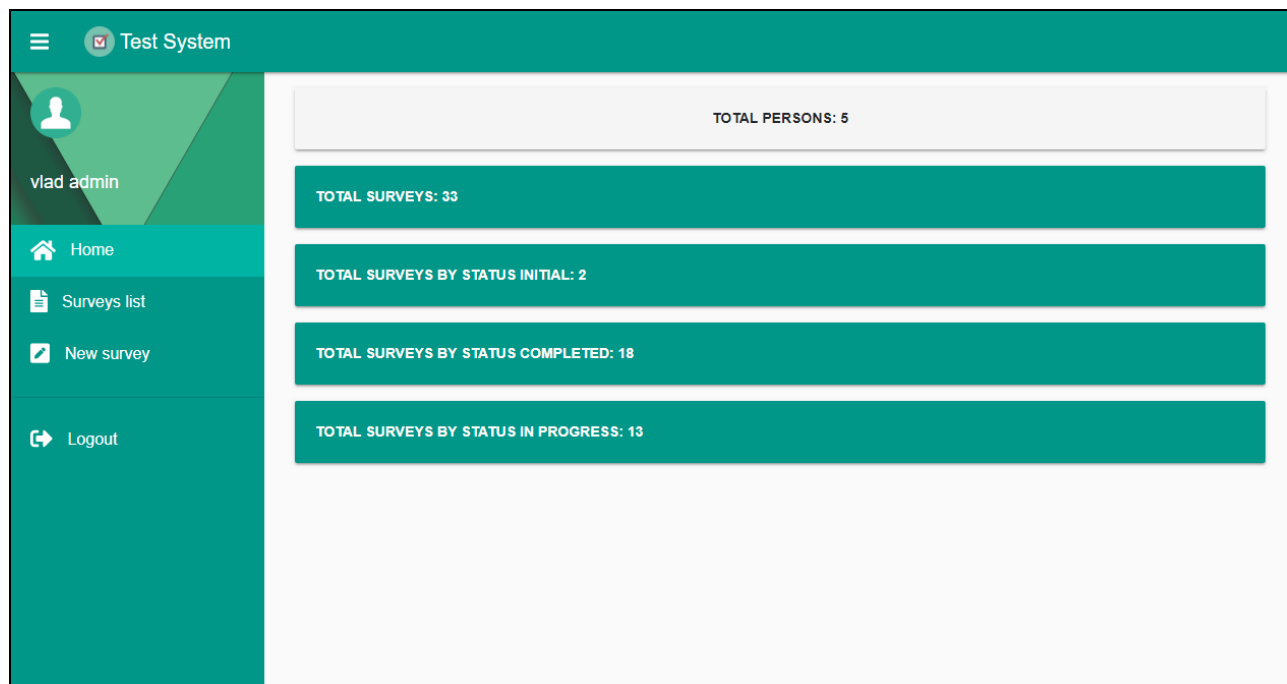 Test System
vlad admin
Home
Surveys list
New survey
Logout
TOTAL PERSONS: 5
TOTAL SURVEYS: 33
TOTAL SURVEYS BY STATUS INITIAL: 2
TOTAL SURVEYS BY STATUS COMPLETED: 18
TOTAL SURVEYS BY STATUS IN PROGRESS: 13